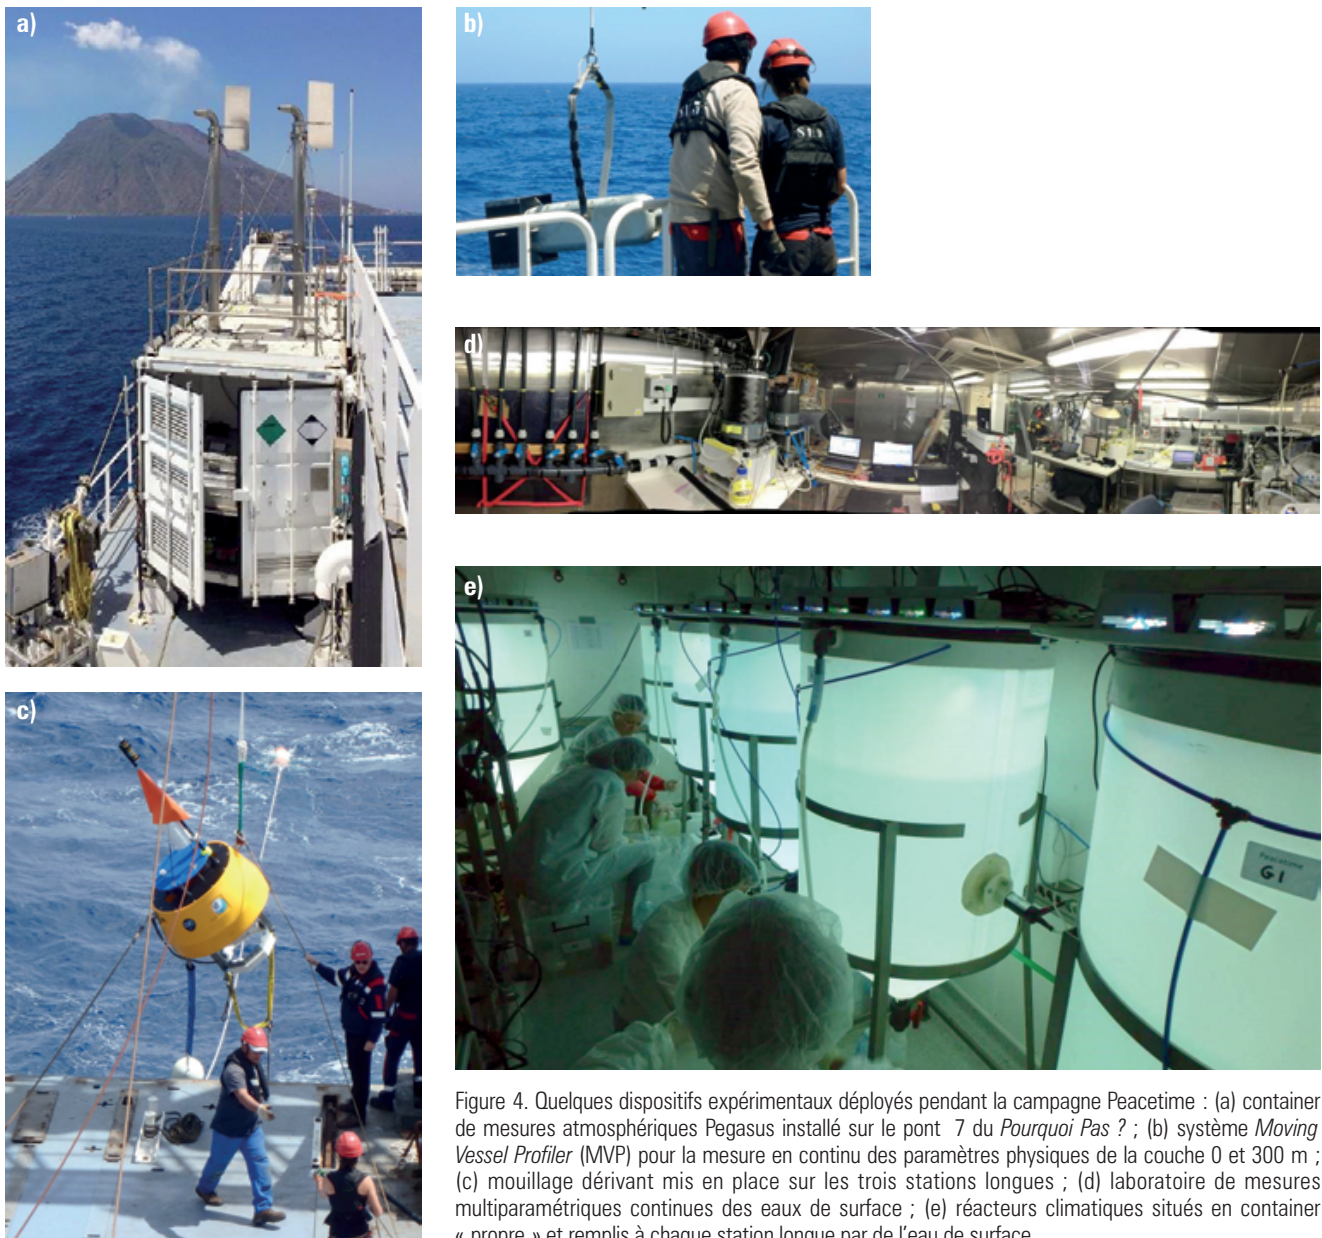 a)
b)
SLS
d)
e)
Peacetime
G1
c)
Figure 4. Quelques dispositifs expérimentaux déployés pendant la campagne Peacetime : (a) container
de mesures atmosphériques Pegasus installé sur le pont 7 du Pourquoi Pas ? ; (b) système Moving
Vessel Profiler (MVP) pour la mesure en continu des paramètres physiques de la couche 0 et 300 m ;
(c) mouillage dérivant mis en place sur les trois stations longues ; (d) laboratoire de mesures
multiparamétriques continues des eaux de surface ; (e) réacteurs climatiques situés en container
« propre » et remplis à chaque station longue par de l'eau de surface.